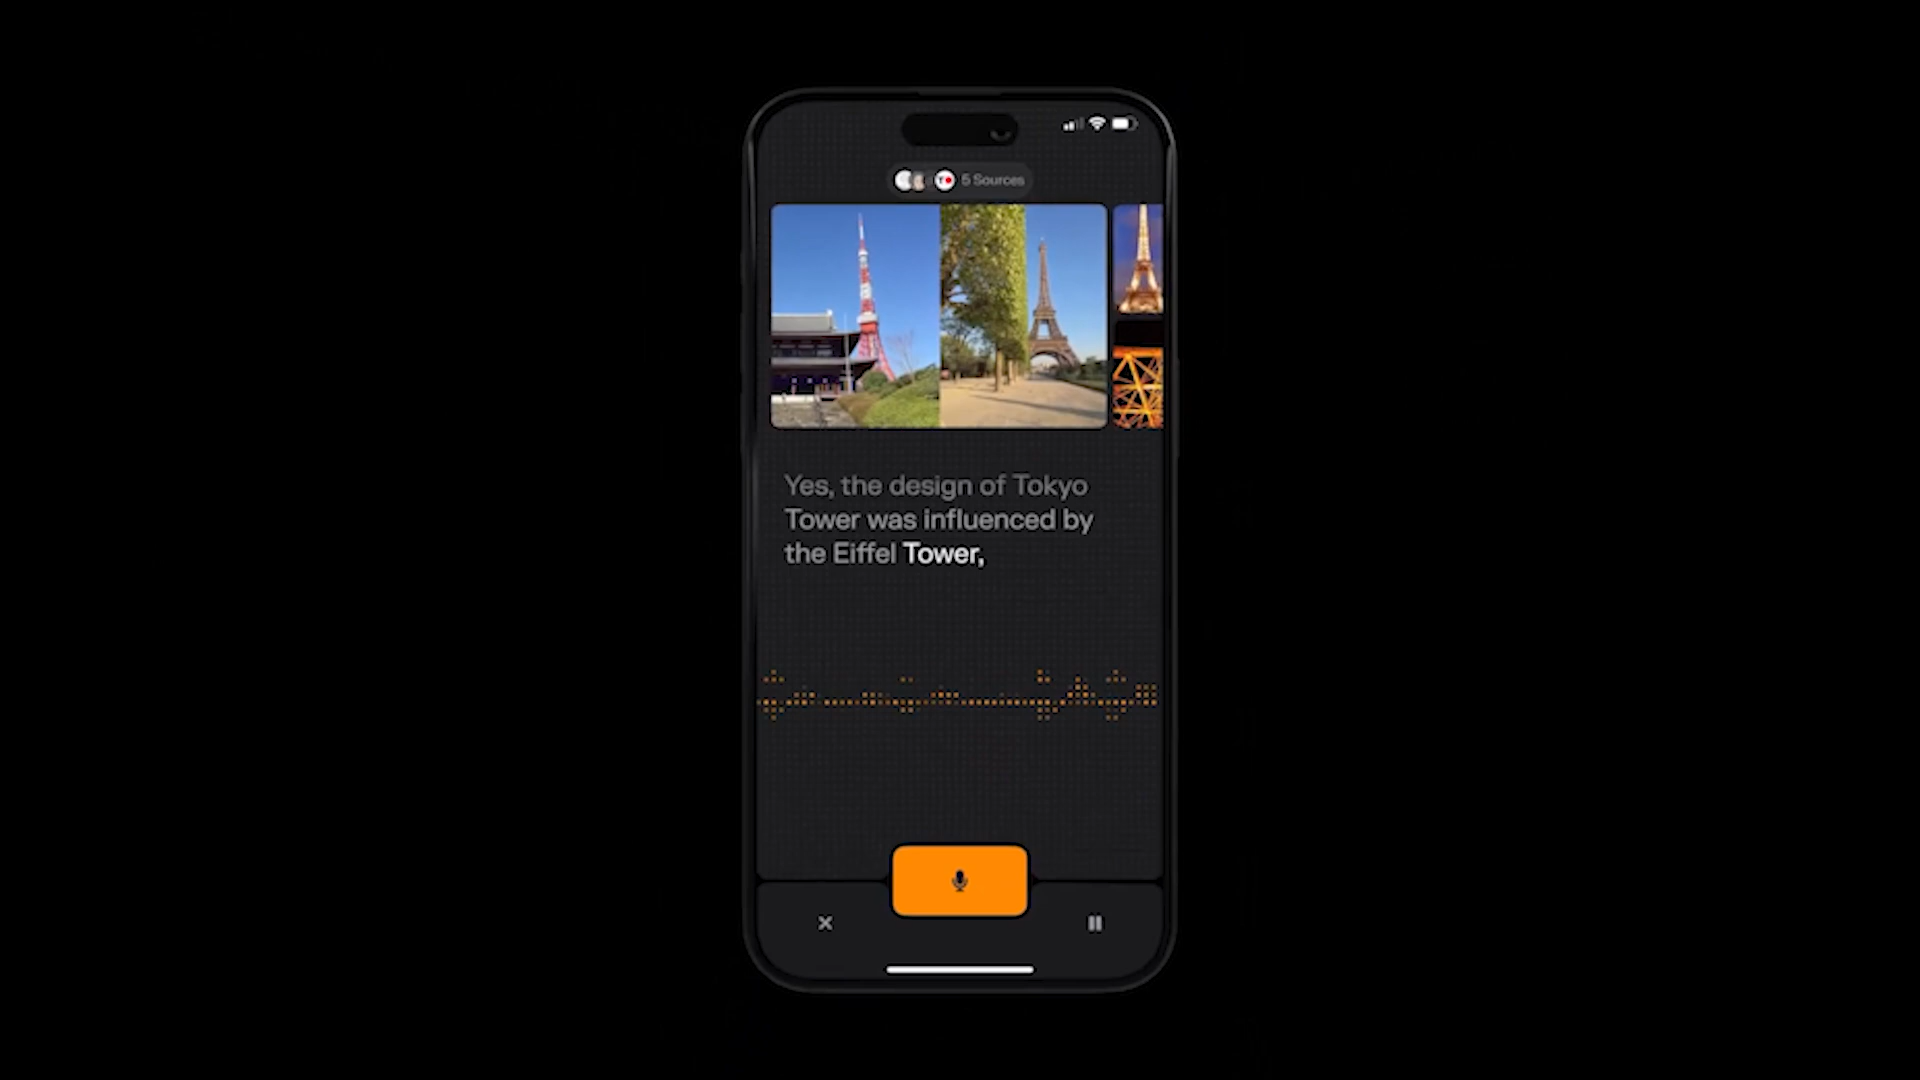 5 Sources
Yes, the design of Tokyo
Tower was influenced by
the Eiffel Tower,